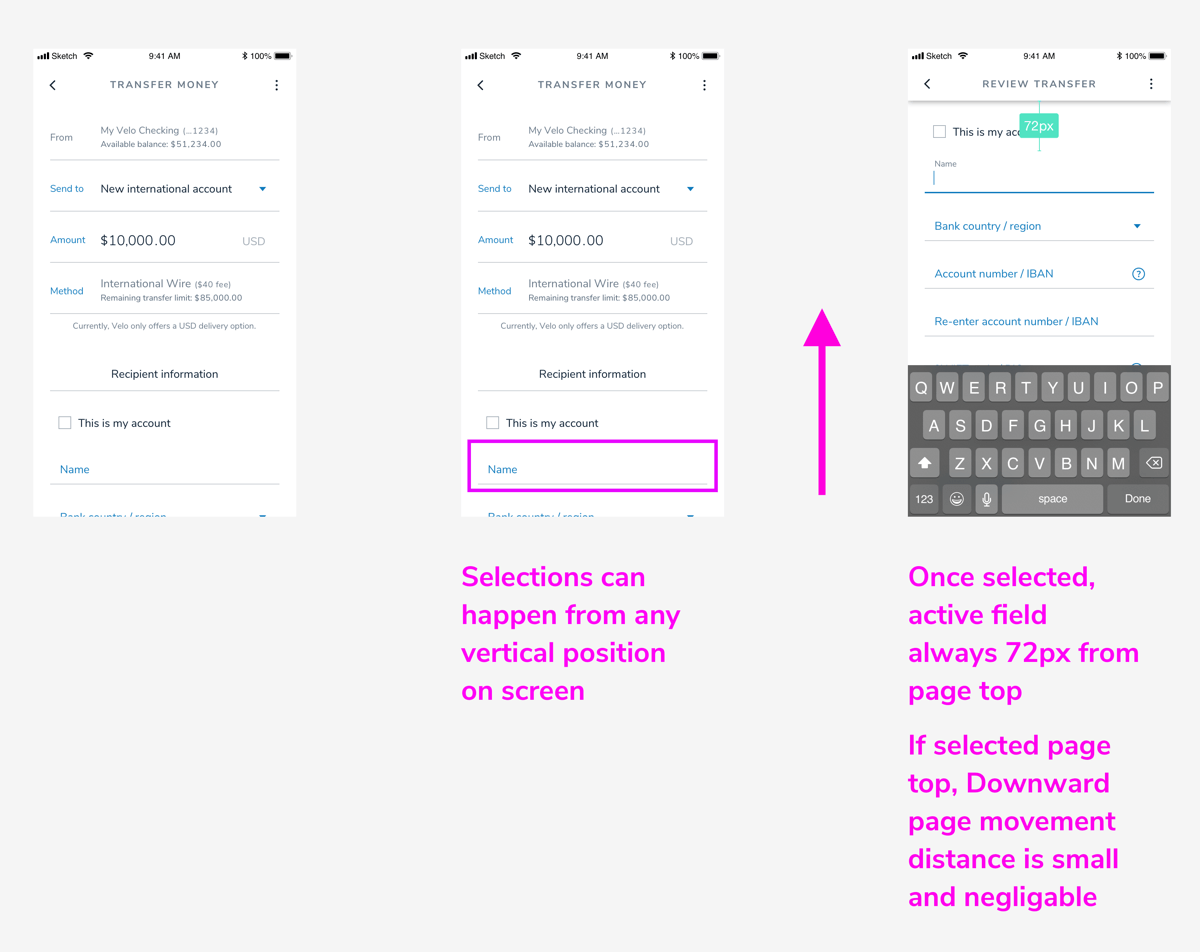 Sketch 9:41 AM 100%
TRANSFER MONEY
From My Velo Checking (...1234)
Available balance: $51,234.00
Send to New international account
Amount $10,000.00 USD
Method International Wire ($40 fee)
Remaining transfer limit: $85,000.00
Currently, Velo only offers a USD delivery option.
Recipient information
This is my account
Name
Bank country / region
Sketch 9:41 AM 100%
TRANSFER MONEY
From My Velo Checking (...1234)
Available balance: $51,234.00
Send to New international account
Amount $10,000.00 USD
Method International Wire ($40 fee)
Remaining transfer limit: $85,000.00
Currently, Velo only offers a USD delivery option.
Recipient information
This is my account
Name
Bank country / region
Selections can
happen from any
vertical position
on screen
Sketch 9:41 AM 100%
REVIEW TRANSFER
This is my acc 72px
Name
Bank country / region
Account number / IBAN ?
Re-enter account number / IBAN
Q W E R T Y U I O P
A S D F G H J K L
Z X C V B N M
123 space Done
Once selected,
active field
always 72px from
page top
If selected page
top, Downward
page movement
distance is small
and negligable